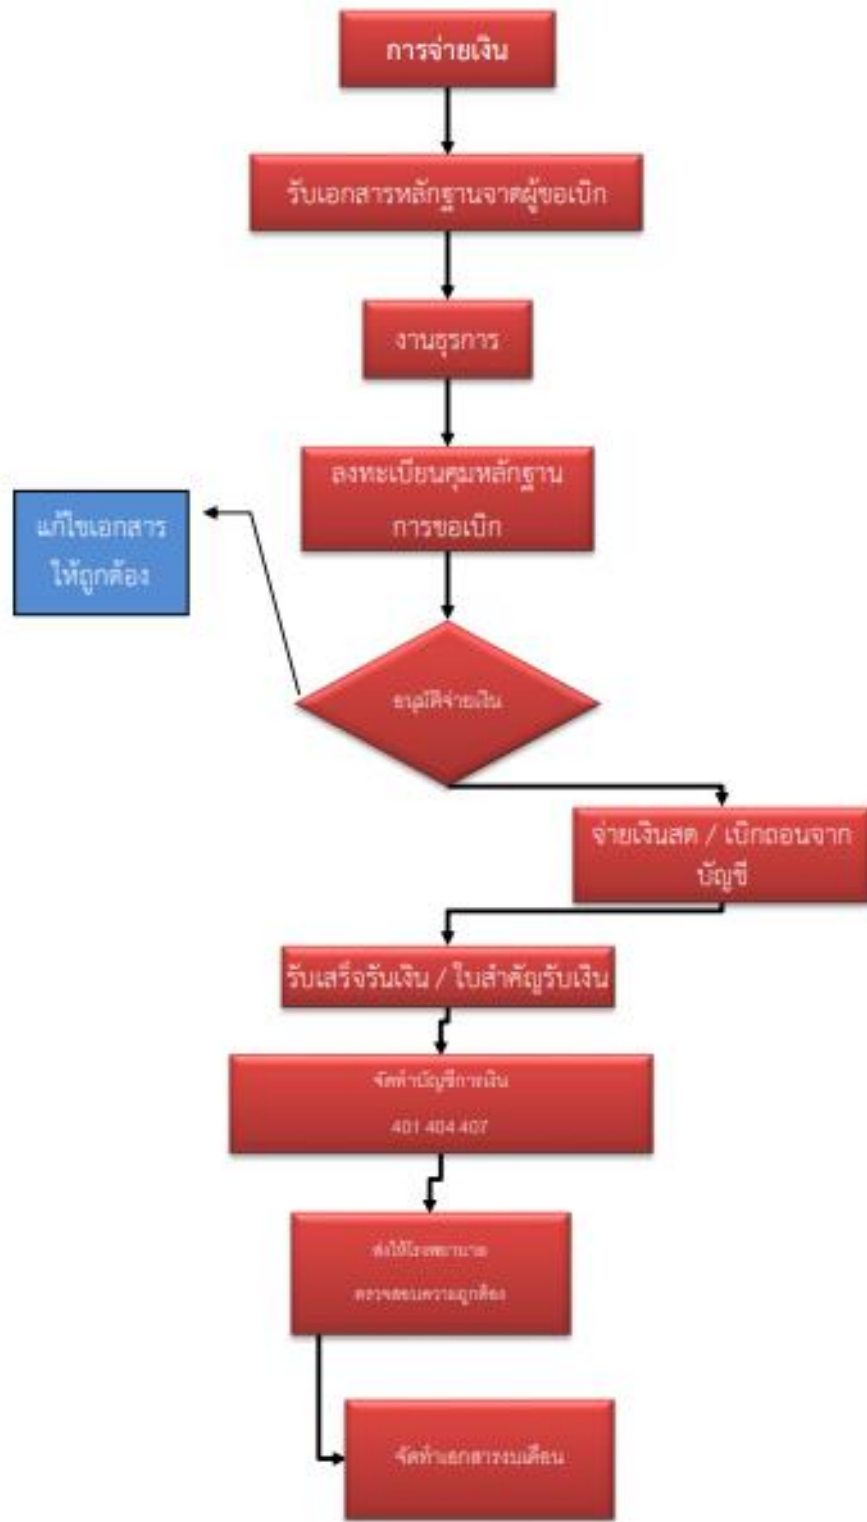 การจ่ายเงิน
รับเอกสารหลักฐานจาดผู้ขอเบิก
งานธุรการ
ลงทะเบียนคุมหลักฐาน
การขอเบิก
แก้ไขเอกสาร
ให้ถูกต้อง
อนุมัติจ่ายเงิน
จ่ายเงินสด / เบิกถอนจาก
บัญชี
รับเสร็จรันเงิน / ใบสำคัญรับเงิน
จัดทำบัญชีการเงิน
401 404 407
ส่งให้โรงพยาบาล
ตรวจสอบความถูกต้อง
จัดทำเอกสารงบเดือน